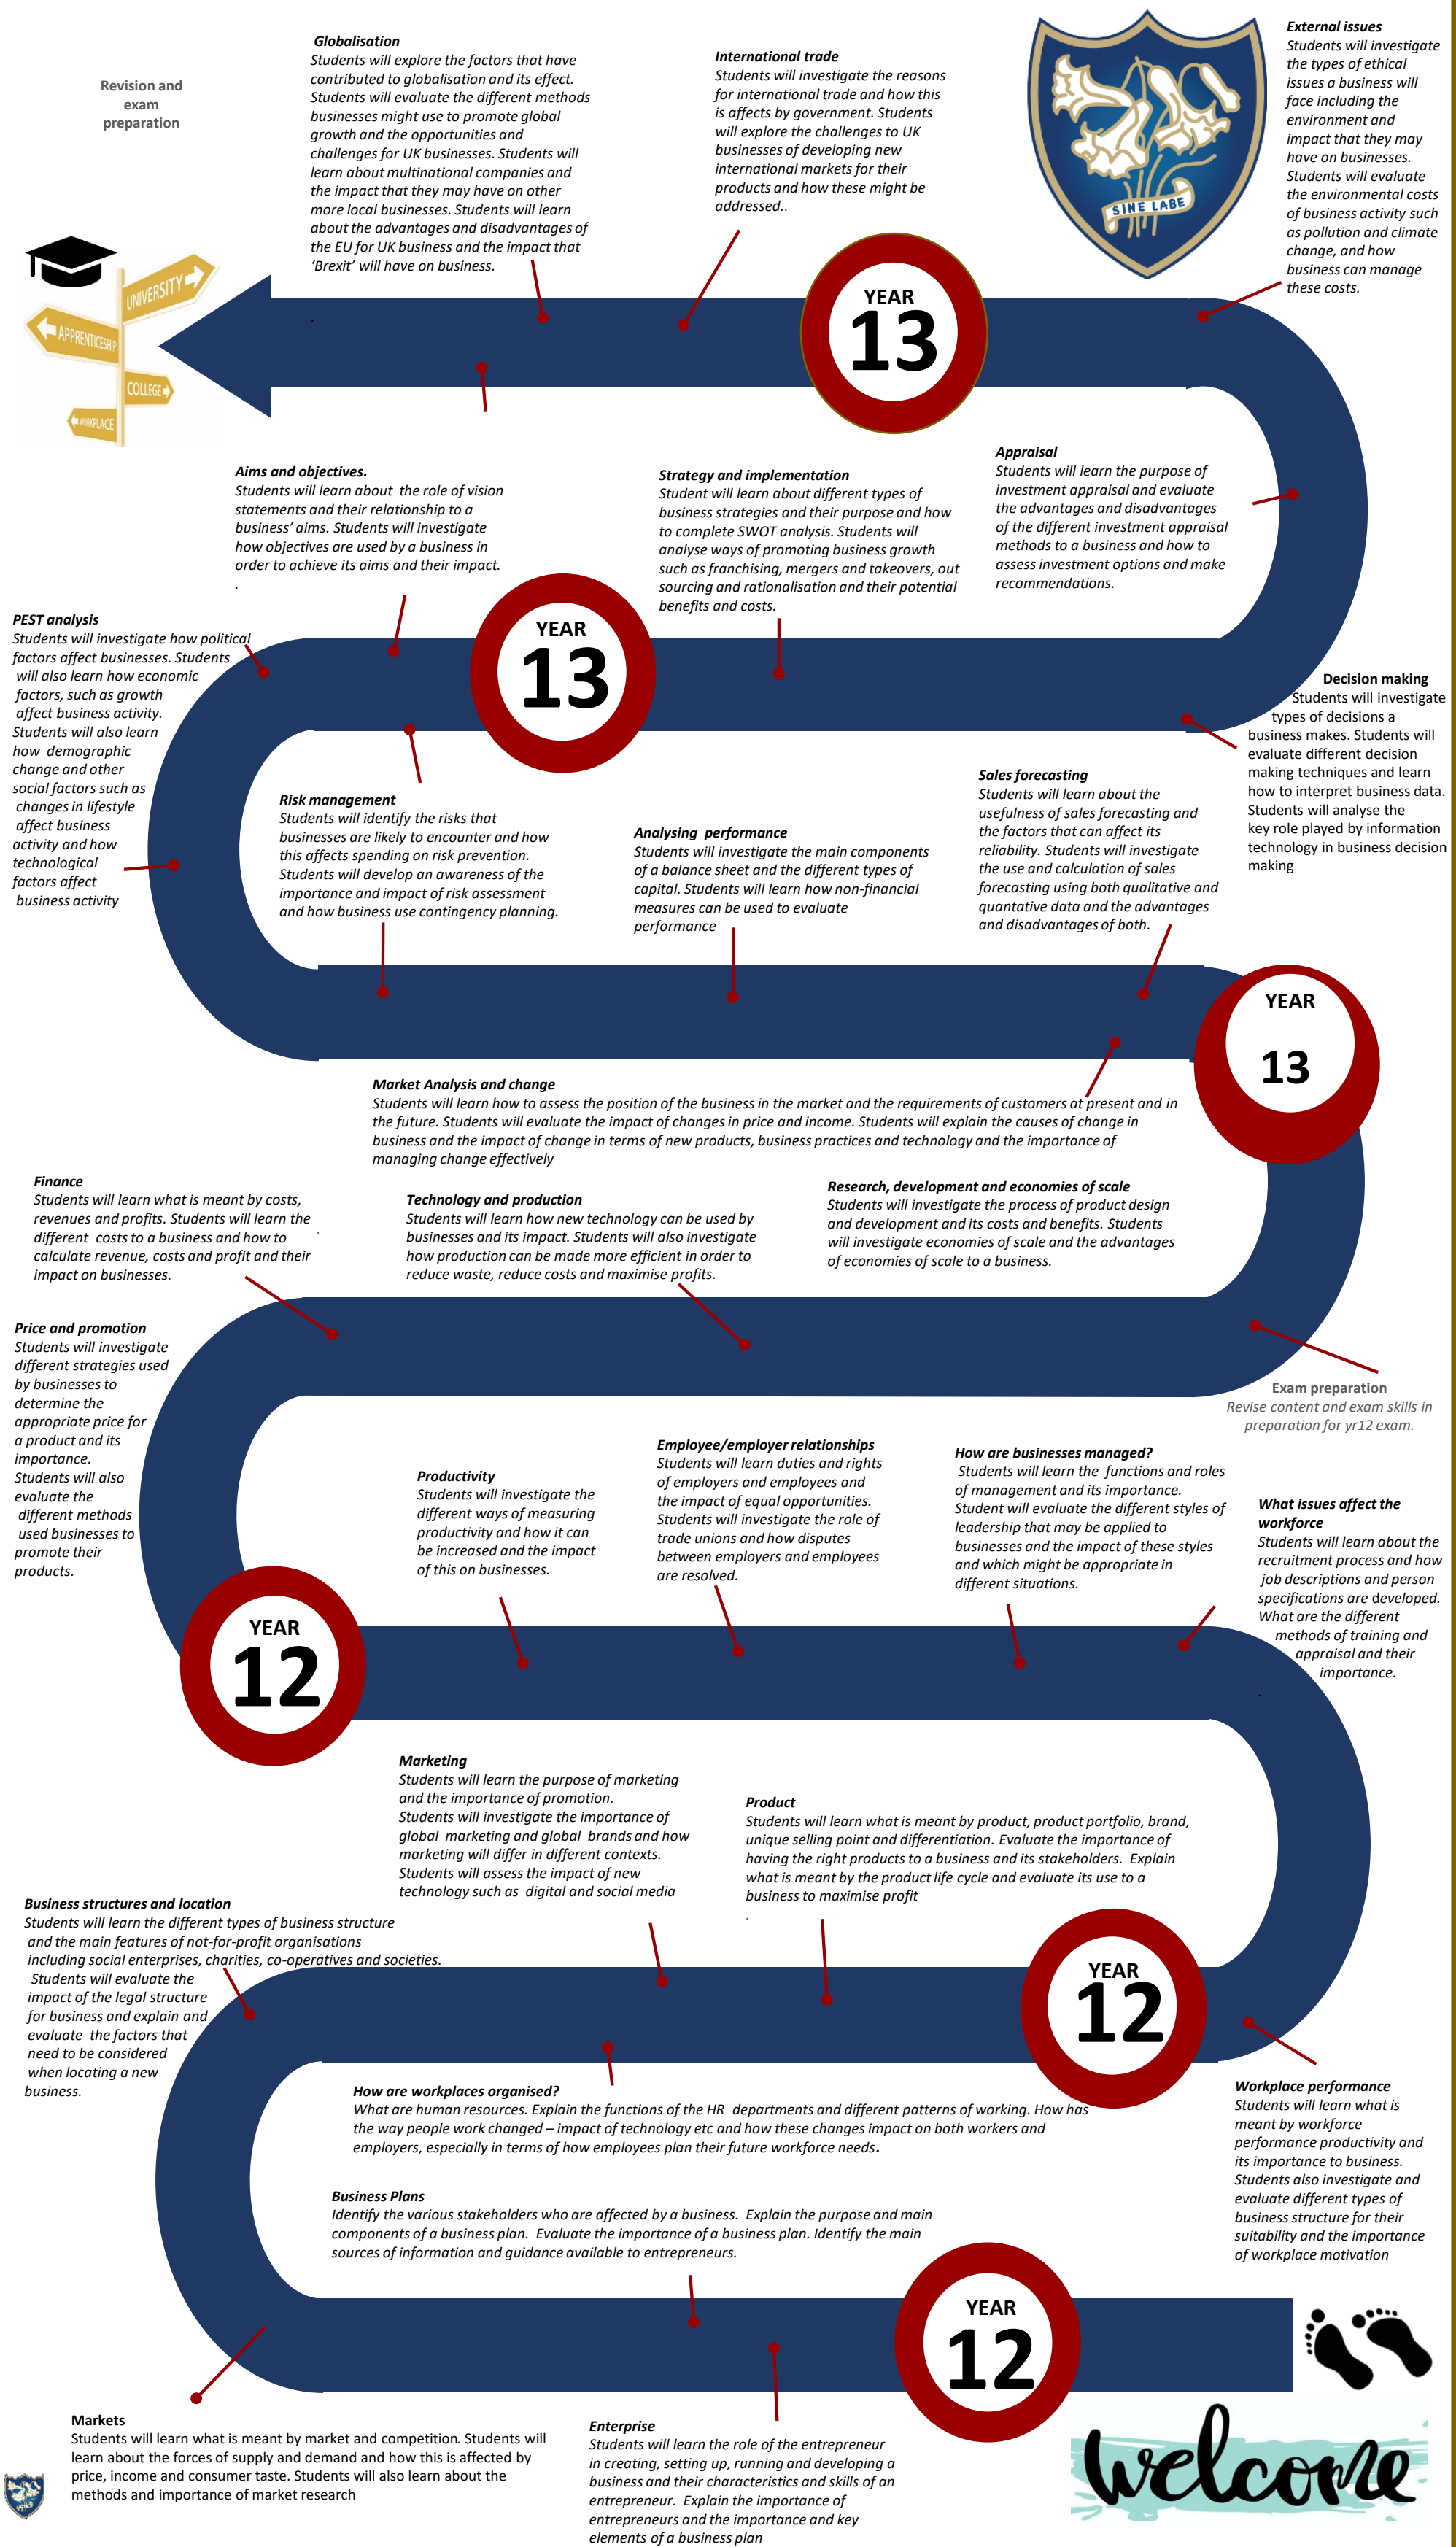 Revision and
exam
preparation
Globalisation
Students will explore the factors that have
contributed to globalisation and its effect.
Students will evaluate the different methods
businesses might use to promote global
growth and the opportunities and
challenges for UK businesses. Students will
learn about multinational companies and
the impact that they may have on other
more local businesses. Students will learn
about the advantages and disadvantages of
the EU for UK business and the impact that
‘Brexit’ will have on business.
International trade
Students will investigate the reasons
for international trade and how this
is affects by government. Students
will explore the challenges to UK
businesses of developing new
international markets for their
products and how these might be
addressed..
SINE LABE
External issues
Students will investigate
the types of ethical
issues a business will
face including the
environment and
impact that they may
have on businesses.
Students will evaluate
the environmental costs
of business activity such
as pollution and climate
change, and how
business can manage
these costs.
UNIVERSITY
APPRENTICESHIP
COLLEGE
WORKPLACE
YEAR
13
Aims and objectives.
Students will learn about the role of vision
statements and their relationship to a
business’ aims. Students will investigate
how objectives are used by a business in
order to achieve its aims and their impact.
.
Strategy and implementation
Student will learn about different types of
business strategies and their purpose and how
to complete SWOT analysis. Students will
analyse ways of promoting business growth
such as franchising, mergers and takeovers, out
sourcing and rationalisation and their potential
benefits and costs.
Appraisal
Students will learn the purpose of
investment appraisal and evaluate
the advantages and disadvantages
of the different investment appraisal
methods to a business and how to
assess investment options and make
recommendations.
PEST analysis
Students will investigate how political
factors affect businesses. Students
will also learn how economic
factors, such as growth
affect business activity.
Students will also learn
how demographic
change and other
social factors such as
changes in lifestyle
affect business
activity and how
technological
factors affect
business activity
YEAR
13
Decision making
Students will investigate
types of decisions a
business makes. Students will
evaluate different decision
making techniques and learn
how to interpret business data.
Students will analyse the
key role played by information
technology in business decision
making
Risk management
Students will identify the risks that
businesses are likely to encounter and how
this affects spending on risk prevention.
Students will develop an awareness of the
importance and impact of risk assessment
and how business use contingency planning.
Analysing performance
Students will investigate the main components
of a balance sheet and the different types of
capital. Students will learn how non-financial
measures can be used to evaluate
performance
Sales forecasting
Students will learn about the
usefulness of sales forecasting and
the factors that can affect its
reliability. Students will investigate
the use and calculation of sales
forecasting using both qualitative and
quantative data and the advantages
and disadvantages of both.
YEAR
13
Market Analysis and change
Students will learn how to assess the position of the business in the market and the requirements of customers at present and in
the future. Students will evaluate the impact of changes in price and income. Students will explain the causes of change in
business and the impact of change in terms of new products, business practices and technology and the importance of
managing change effectively
Finance
Students will learn what is meant by costs,
revenues and profits. Students will learn the
different costs to a business and how to
calculate revenue, costs and profit and their
impact on businesses.
Technology and production
Students will learn how new technology can be used by
businesses and its impact. Students will also investigate
how production can be made more efficient in order to
reduce waste, reduce costs and maximise profits.
Research, development and economies of scale
Students will investigate the process of product design
and development and its costs and benefits. Students
will investigate economies of scale and the advantages
of economies of scale to a business.
Price and promotion
Students will investigate
different strategies used
by businesses to
determine the
appropriate price for
a product and its
importance.
Students will also
evaluate the
different methods
used businesses to
promote their
products.
Exam preparation
Revise content and exam skills in
preparation for yr12 exam.
Productivity
Students will investigate the
different ways of measuring
productivity and how it can
be increased and the impact
of this on businesses.
Employee/employer relationships
Students will learn duties and rights
of employers and employees and
the impact of equal opportunities.
Students will investigate the role of
trade unions and how disputes
between employers and employees
are resolved.
How are businesses managed?
Students will learn the functions and roles
of management and its importance.
Student will evaluate the different styles of
leadership that may be applied to
businesses and the impact of these styles
and which might be appropriate in
different situations.
What issues affect the
workforce
Students will learn about the
recruitment process and how
job descriptions and person
specifications are developed.
What are the different
methods of training and
appraisal and their
importance.
YEAR
12
Marketing
Students will learn the purpose of marketing
and the importance of promotion.
Students will investigate the importance of
global marketing and global brands and how
marketing will differ in different contexts.
Students will assess the impact of new
technology such as digital and social media
Product
Students will learn what is meant by product, product portfolio, brand,
unique selling point and differentiation. Evaluate the importance of
having the right products to a business and its stakeholders. Explain
what is meant by the product life cycle and evaluate its use to a
business to maximise profit
.
Business structures and location
Students will learn the different types of business structure
and the main features of not-for-profit organisations
including social enterprises, charities, co-operatives and societies.
Students will evaluate the
impact of the legal structure
for business and explain and
evaluate the factors that
need to be considered
when locating a new
business.
YEAR
12
How are workplaces organised?
What are human resources. Explain the functions of the HR departments and different patterns of working. How has
the way people work changed – impact of technology etc and how these changes impact on both workers and
employers, especially in terms of how employees plan their future workforce needs.
Workplace performance
Students will learn what is
meant by workforce
performance productivity and
its importance to business.
Students also investigate and
evaluate different types of
business structure for their
suitability and the importance
of workplace motivation
Business Plans
Identify the various stakeholders who are affected by a business. Explain the purpose and main
components of a business plan. Evaluate the importance of a business plan. Identify the main
sources of information and guidance available to entrepreneurs.
YEAR
12
Markets
Students will learn what is meant by market and competition. Students will
learn about the forces of supply and demand and how this is affected by
price, income and consumer taste. Students will also learn about the
methods and importance of market research
Enterprise
Students will learn the role of the entrepreneur
in creating, setting up, running and developing a
business and their characteristics and skills of an
entrepreneur. Explain the importance of
entrepreneurs and the importance and key
elements of a business plan
welcome